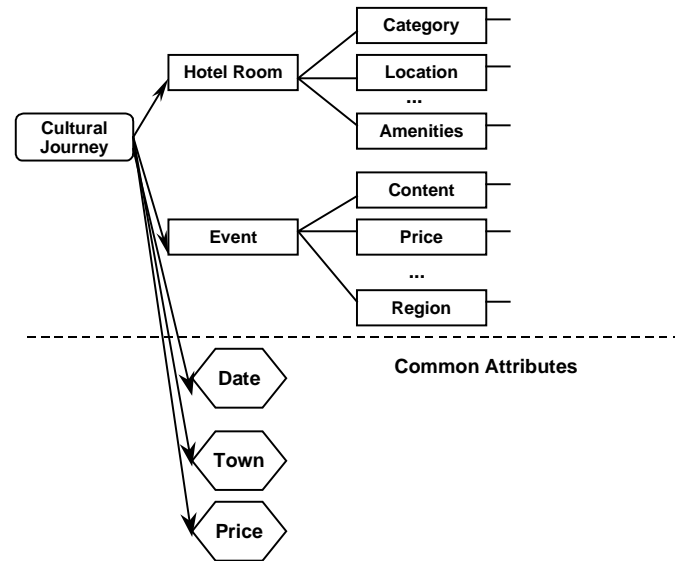 Category
Hotel Room
Location
...
Cultural
Journey
Amenities
Content
Event
Price
...
Region
Common Attributes
Date
Town
Price